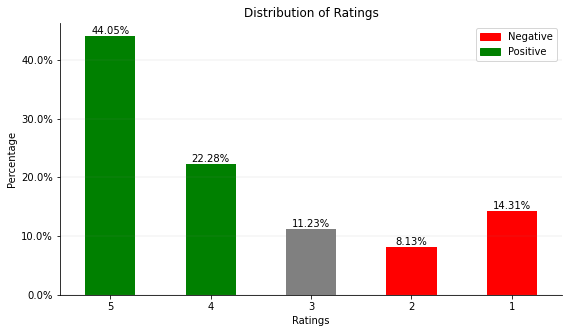 Distribution of Ratings
Negative
Positive
44.05%
22.28%
11.23%
8.13%
14.31%
40.0%
30.0%
20.0%
10.0%
0.0%
Percentage
5 4 3 2 1
Ratings